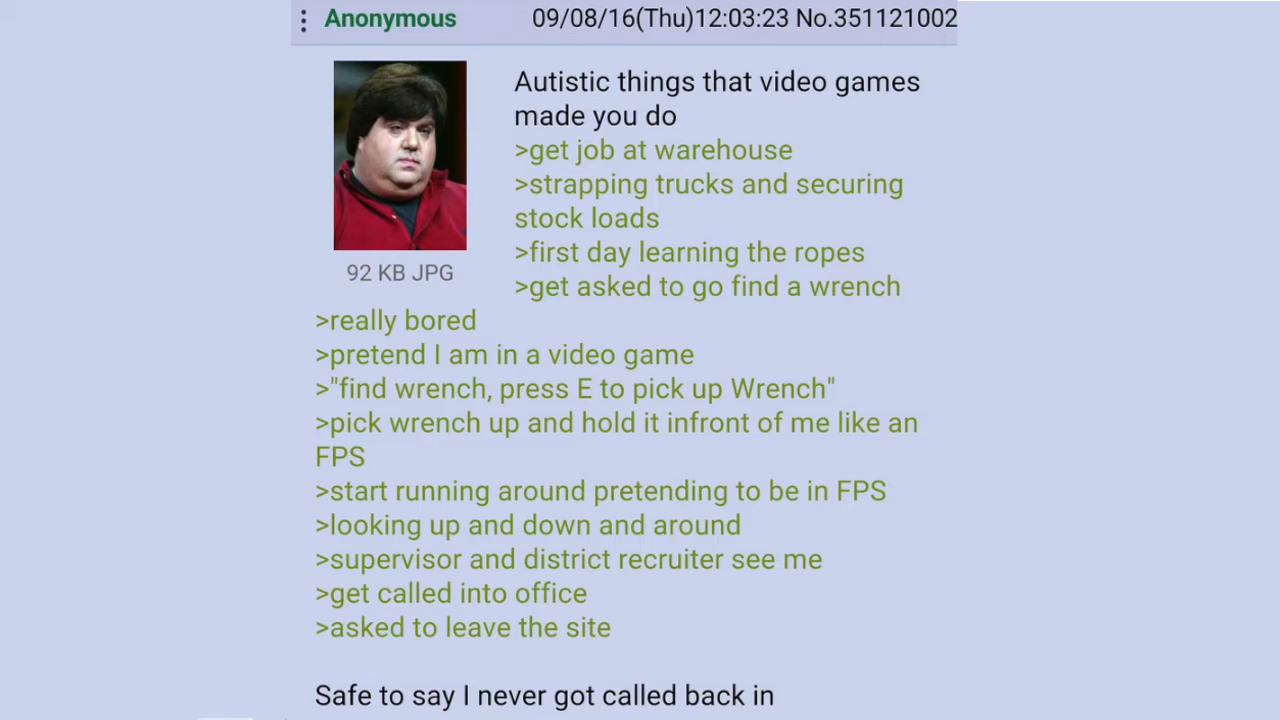 Anonymous 09/08/16(Thu)12:03:23 No.351121002
Autistic things that video games
made you do
>get job at warehouse
>strapping trucks and securing
stock loads
>first day learning the ropes
>get asked to go find a wrench
92 KB JPG
>really bored
>pretend I am in a video game
>"find wrench, press E to pick up Wrench"
>pick wrench up and hold it infront of me like an
FPS
>start running around pretending to be in FPS
>looking up and down and around
>supervisor and district recruiter see me
>get called into office
>asked to leave the site
Safe to say I never got called back in